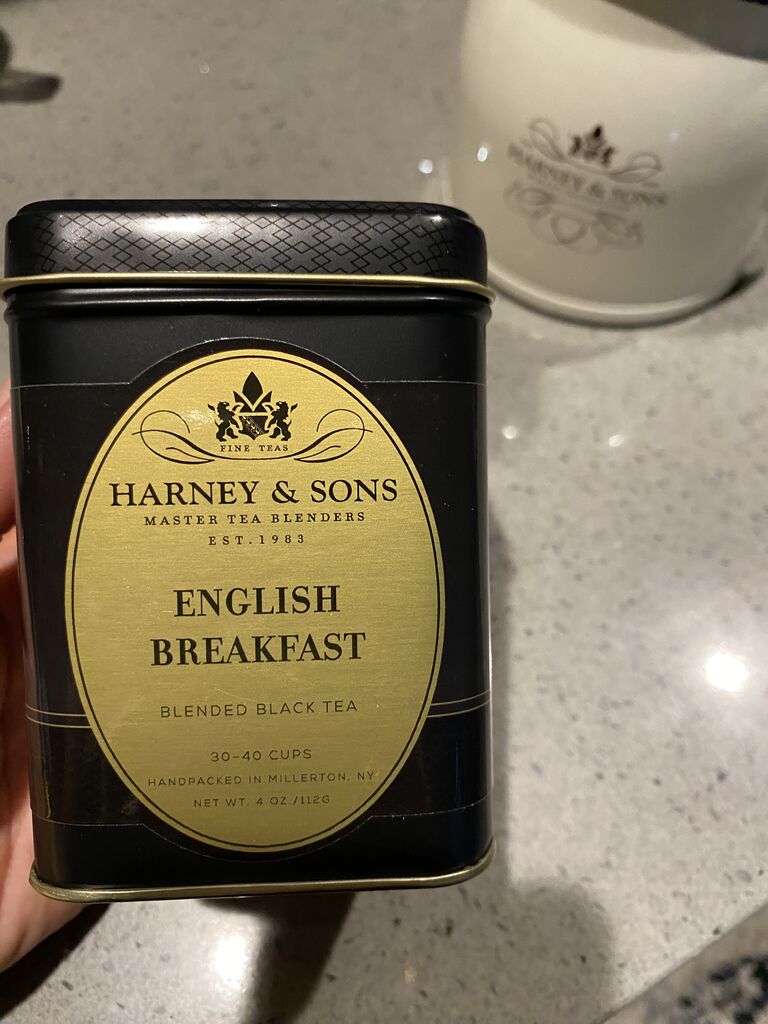 FINE TEAS
HARNEY & SONS
MASTER TEA BLENDERS
EST. 1983
ENGLISH
BREAKFAST
BLENDED BLACK TEA
30-40 CUPS
HANDPACKED IN MILLERTON, NY
NET WT. 4 OZ./112G
HARNEY & SONS